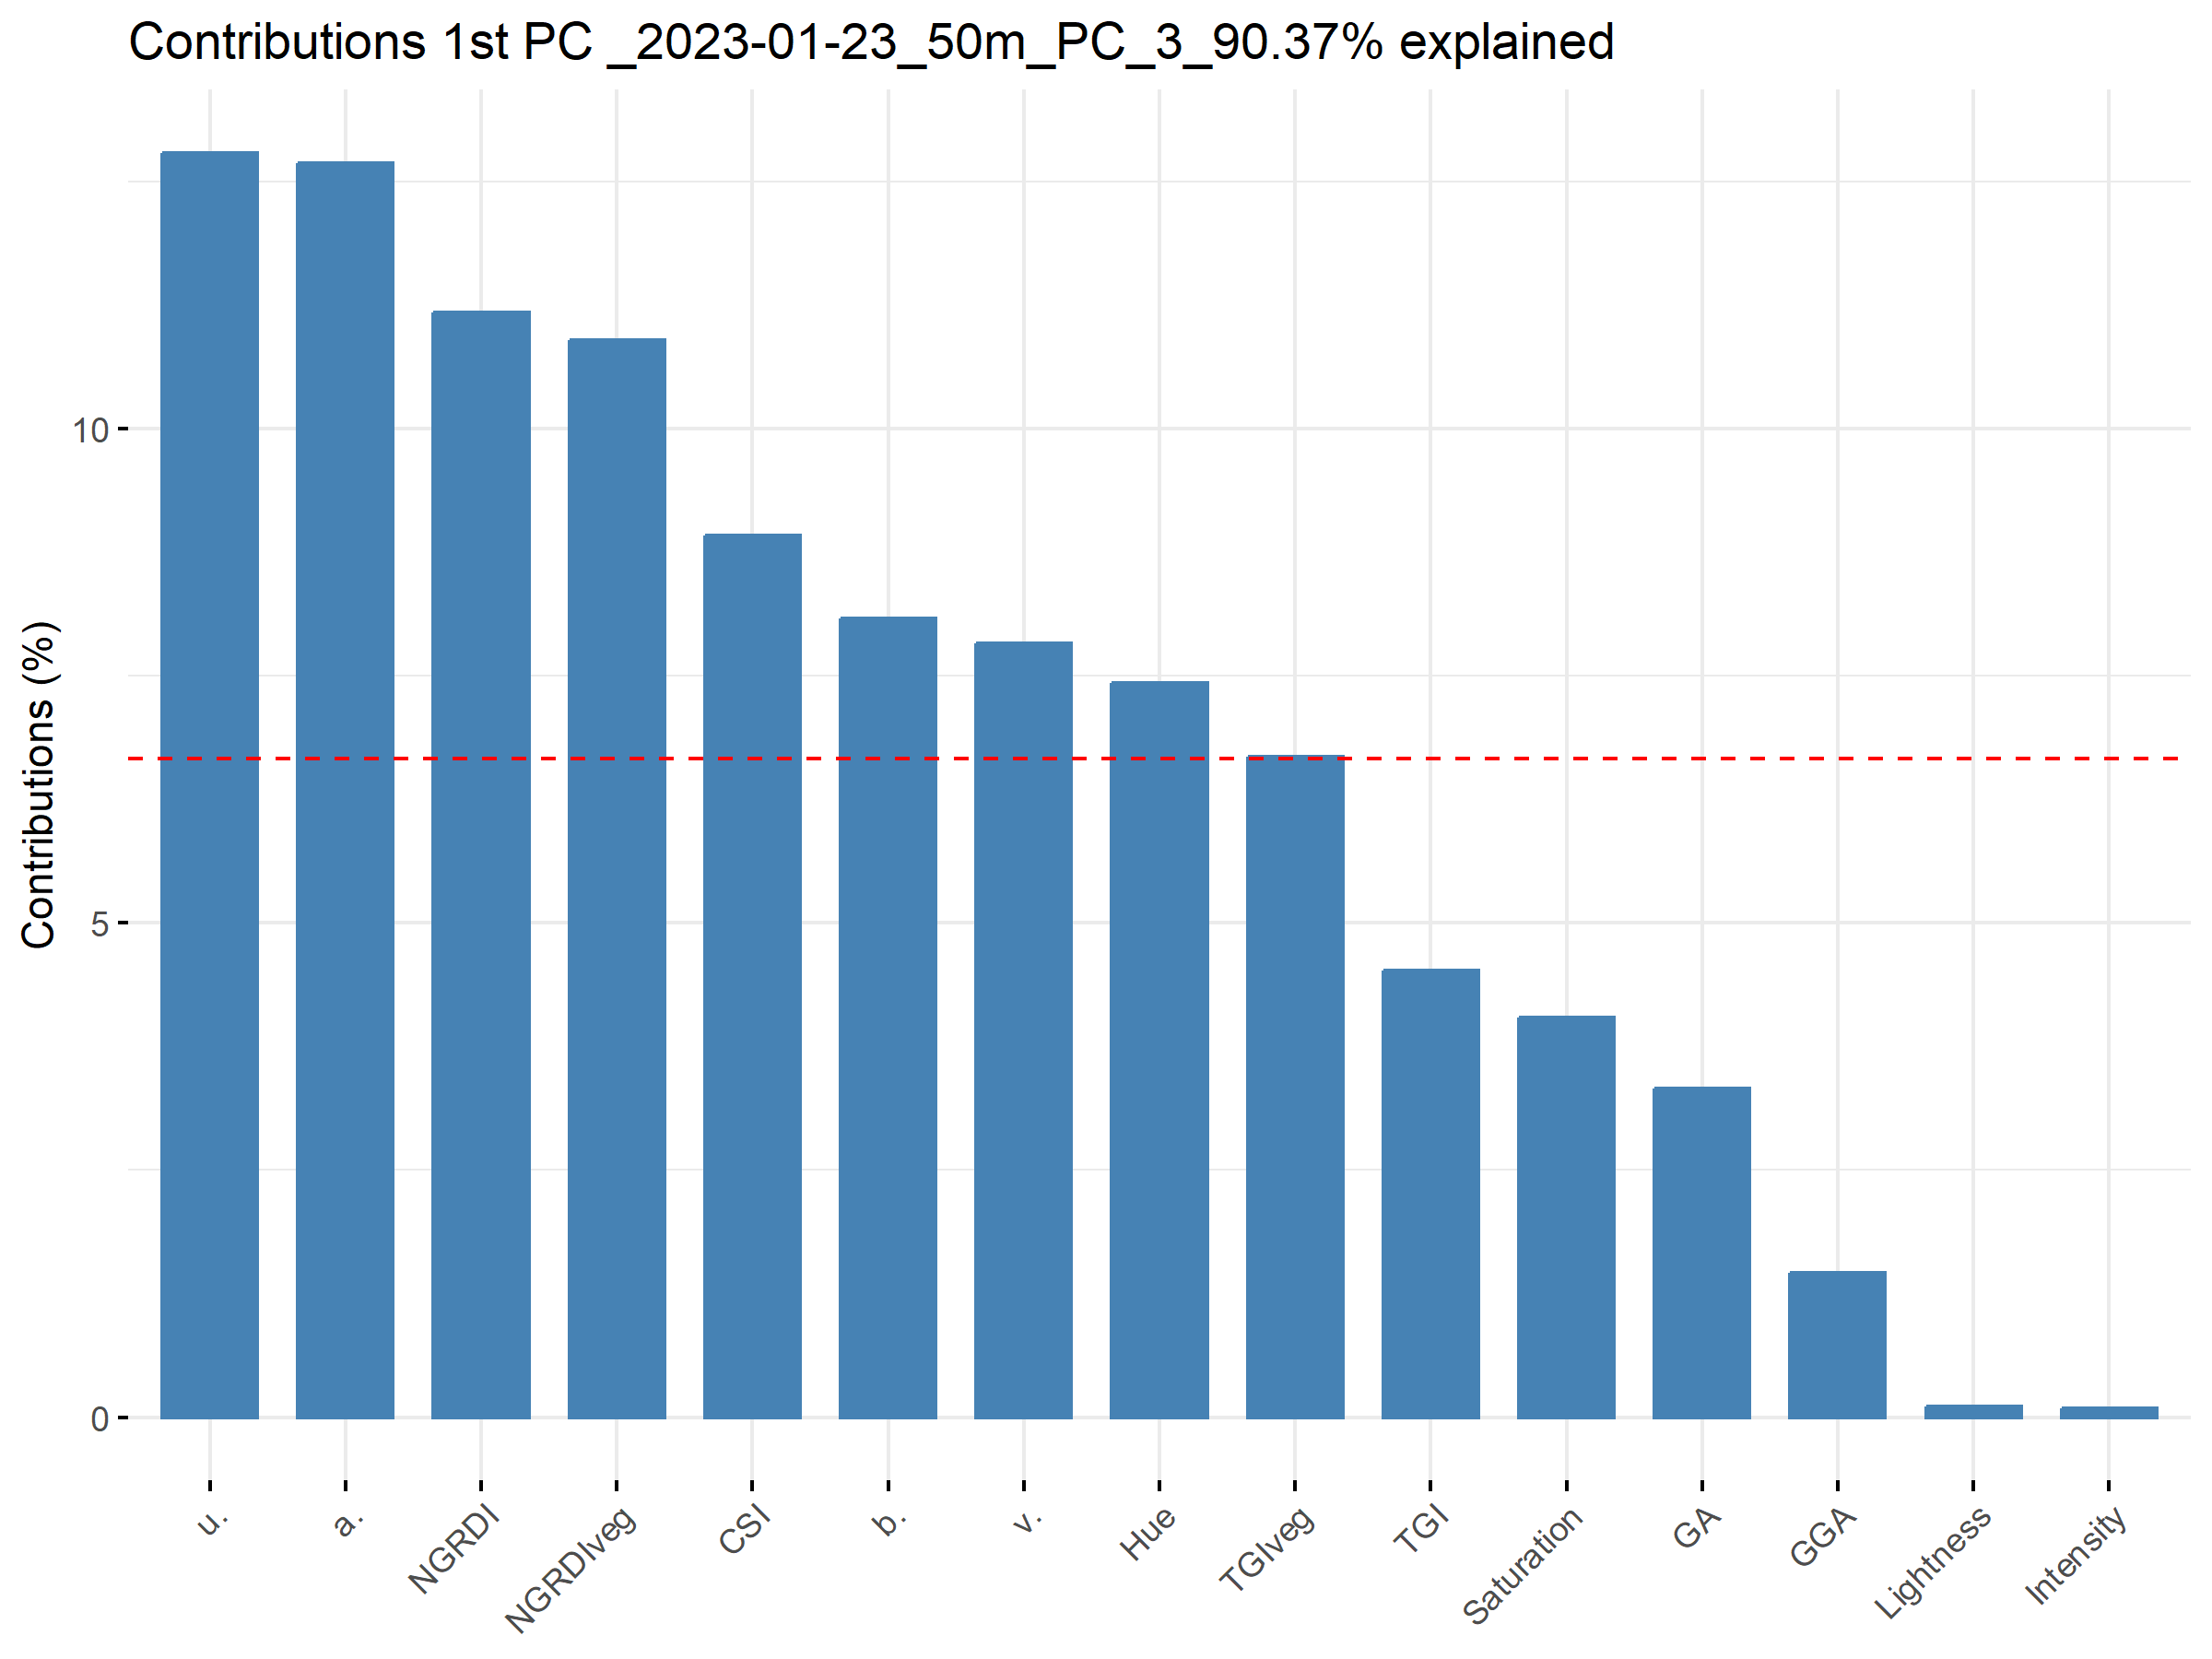 Contributions 1st PC _2023-01-23_50m_PC_3_90.37% explained
Contributions (%)
10
5
0
u.
a.
NGRDI
NGRDIveg
CSI
b.
v.
Hue
TGIveg
TGI
Saturation
GA
GGA
Lightness
Intensity